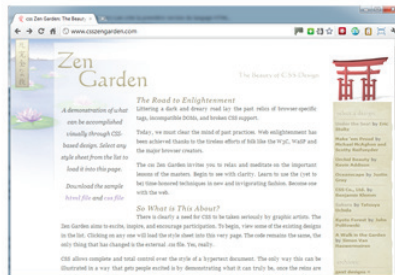 css Zen Garden: The Beauty
www.csszengarden.com
Zen
Garden
The Beauty of CSS Design
A demonstration of what
can be accomplished
visually through CSS-
based design. Select any
style sheet from the list to
load it into this page.
Download the sample
html file and css file
The Road to Enlightenment
Littering a dark and dreary road lay the past relics of browser-specific
tags, incompatible DOMs, and broken CSS support.
Today, we must clear the mind of past practices. Web enlightenment has
been achieved thanks to the tireless efforts of folk like the W3C, WaSP and
the major browser creators.
The css Zen Garden invites you to relax and meditate on the important
lessons of the masters. Begin to see with clarity. Learn to use the (yet to
be) time-honored techniques in new and invigorating fashion. Become one
with the web.
So What is This About?
There is clearly a need for CSS to be taken seriously by graphic artists. The
Zen Garden aims to excite, inspire, and encourage participation. To begin, view some of the existing designs
in the list. Clicking on any one will load the style sheet into this very page. The code remains the same, the
only thing that has changed is the external .css file. Yes, really.
CSS allows complete and total control over the style of a hypertext document. The only way this can be
illustrated in a way that gets people excited is by demonstrating what it can truly be, once the reins are